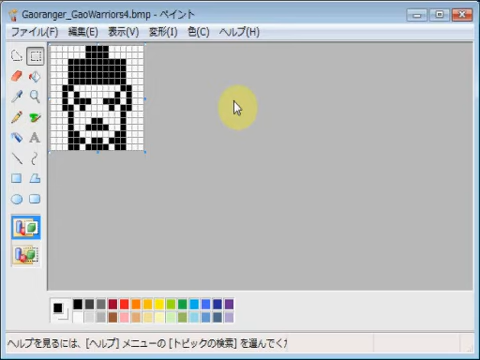 Gaoranger_GaoWarriors4.bmp - ペイント
ファイル(F) 編集(E) 表示(V) 変形(I) 色(C) ヘルプ(H)
A
ヘルプを見るには、[ヘルプ] メニューの [トピックの検索] を選んでくだ